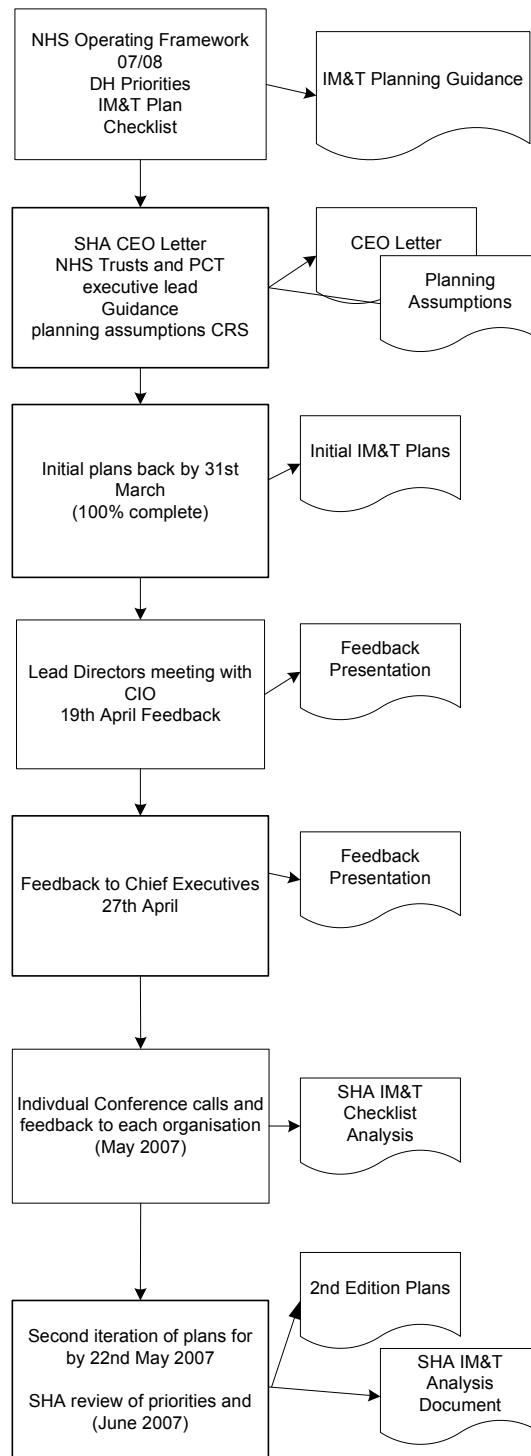 NHS Operating Framework
07/08
DH Priorities
IM&T Plan
Checklist
IM&T Planning Guidance
SHA CEO Letter
NHS Trusts and PCT
executive lead
Guidance
planning assumptions CRS
CEO Letter
Planning
Assumptions
Initial plans back by 31st
March
(100% complete)
Initial IM&T Plans
Lead Directors meeting with
CIO
19th April Feedback
Feedback
Presentation
Feedback to Chief Executives
27th April
Feedback
Presentation
Indivdual Conference calls and
feedback to each organisation
(May 2007)
SHA IM&T
Checklist
Analysis
Second iteration of plans for
by 22nd May 2007
SHA review of priorities and
(June 2007)
2nd Edition Plans
SHA IM&T
Analysis
Document